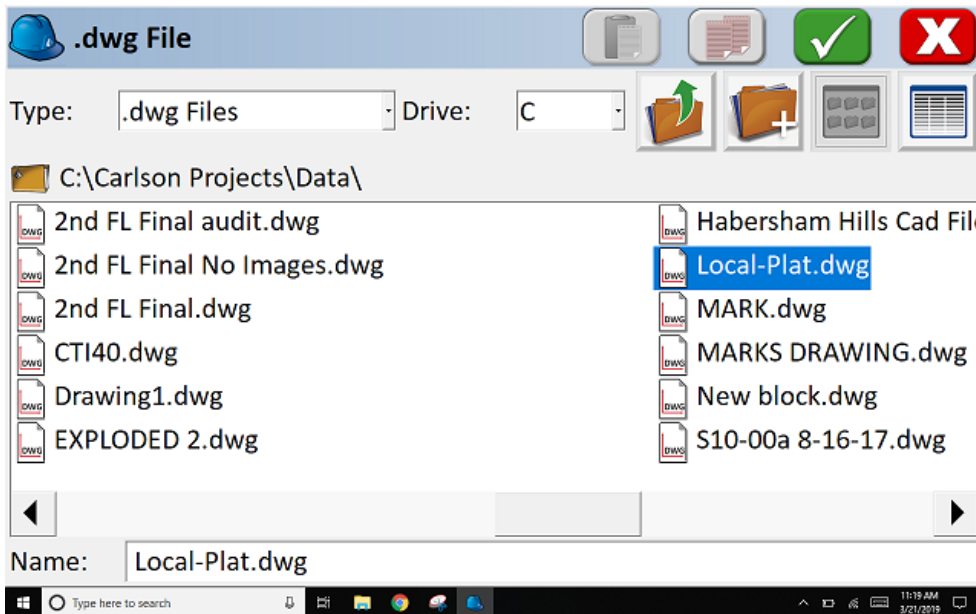 .dwg File
Type: .dwg Files Drive: C
C:\Carlson Projects\Data\
2nd FL Final audit.dwg
2nd FL Final No Images.dwg
2nd FL Final.dwg
CTI40.dwg
Drawing1.dwg
EXPLODED 2.dwg
Habersham Hills Cad File
Local-Plat.dwg
MARK.dwg
MARKS DRAWING.dwg
New block.dwg
S10-00a 8-16-17.dwg
Name: Local-Plat.dwg
Type here to search
11:19 AM
3/21/2019